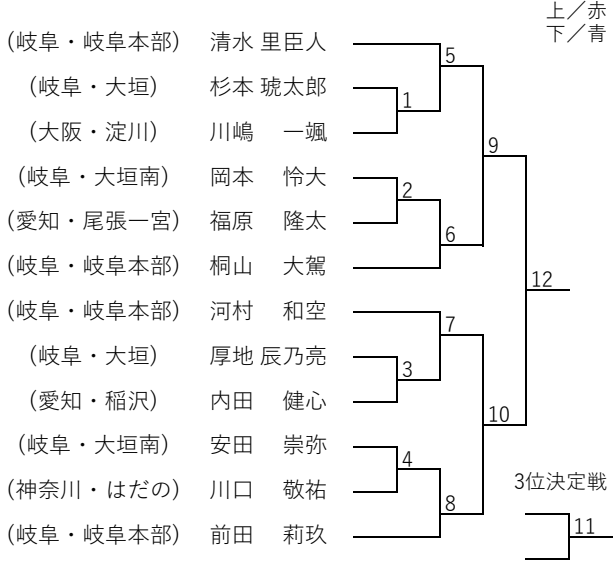 上／赤
下／青
(岐阜・岐阜本部) 清水 里臣人
5
(岐阜・大垣) 杉本 琥太郎
1
(大阪・淀川) 川嶋 一颯
9
(岐阜・大垣南) 岡本 怜大
2
(愛知・尾張一宮) 福原 隆太
6
(岐阜・岐阜本部) 桐山 大駕
12
(岐阜・岐阜本部) 河村 和空
7
(岐阜・大垣) 厚地 辰乃亮
3
(愛知・稲沢) 内田 健心
10
(岐阜・大垣南) 安田 崇弥
4
(神奈川・はだの) 川口 敬祐
3位決定戦
8
(岐阜・岐阜本部) 前田 莉玖
11